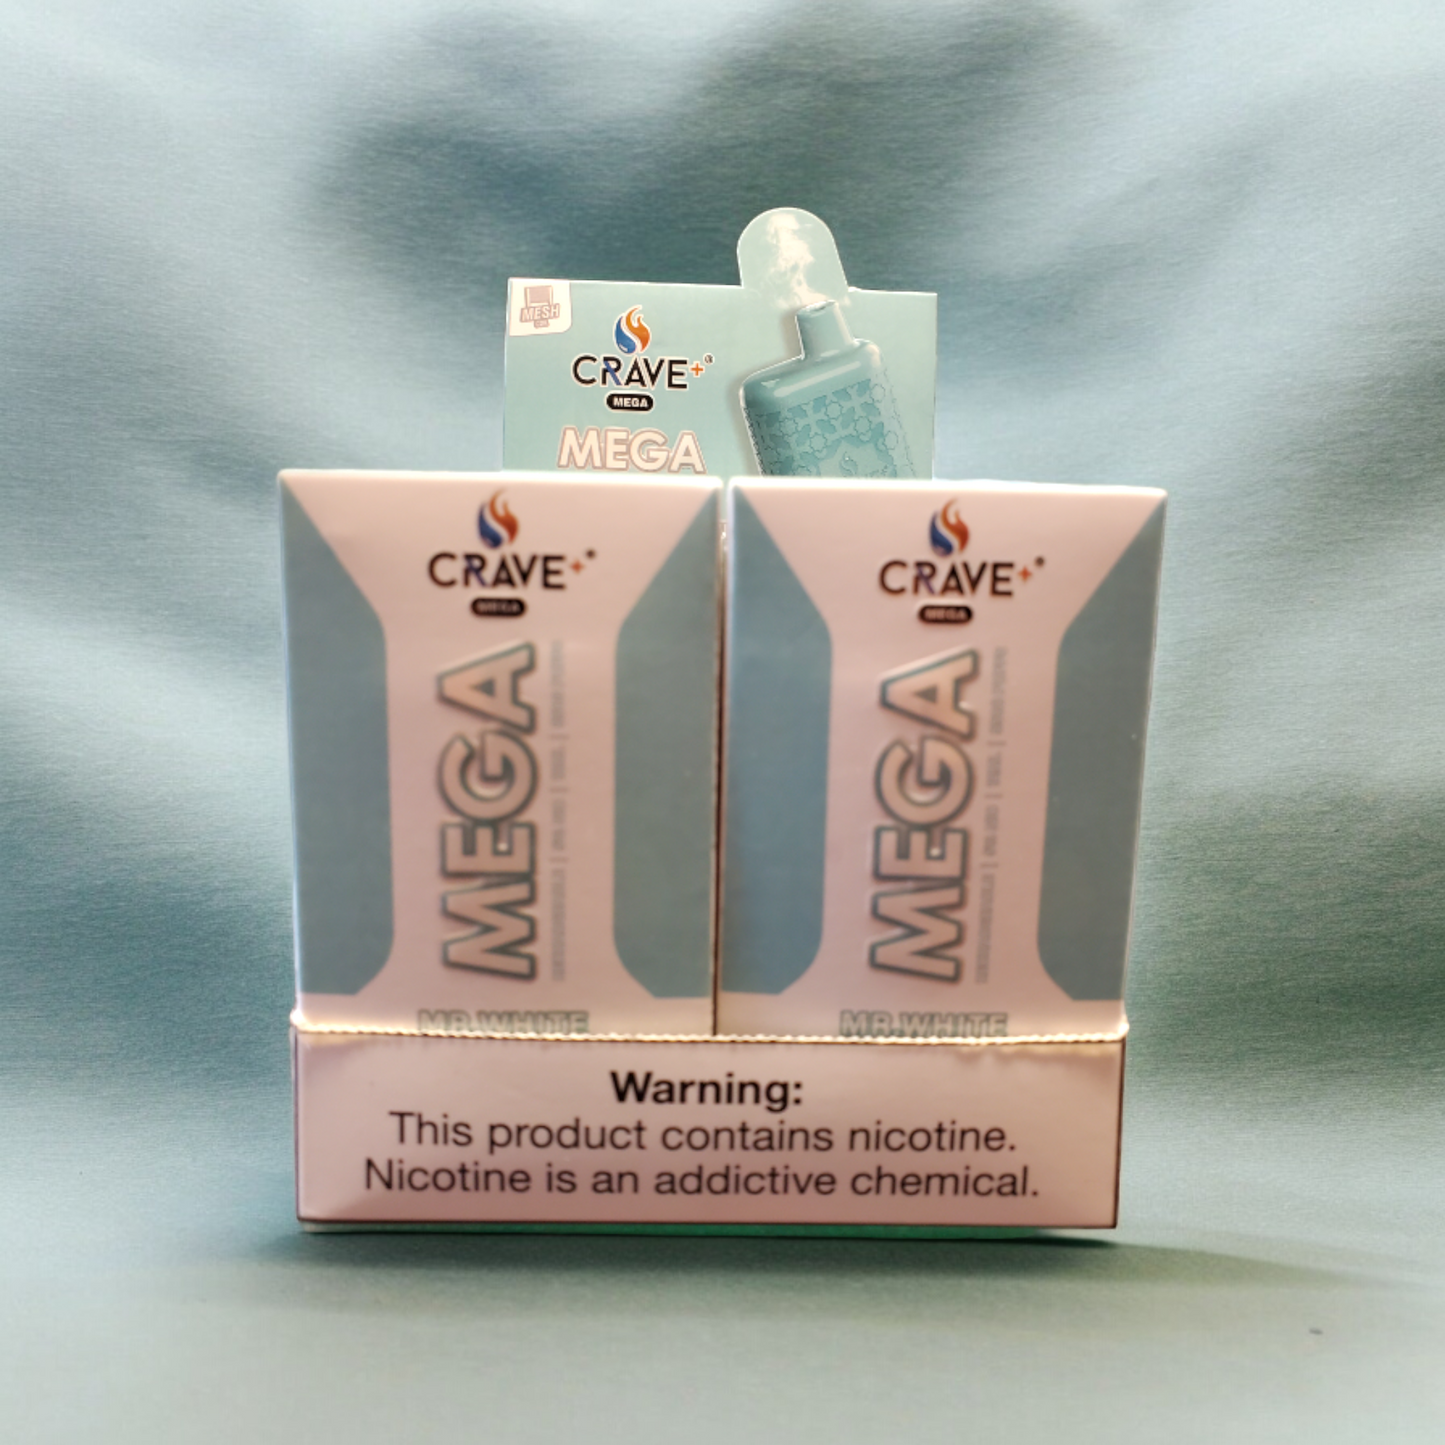 MESH
CRAVE+
MEGA
MEGA
CRAVE+
MEGA
MEGA
MR.WHITE
CRAVE+
MEGA
MEGA
MR.WHITE
Warning:
This product contains nicotine.
Nicotine is an addictive chemical.